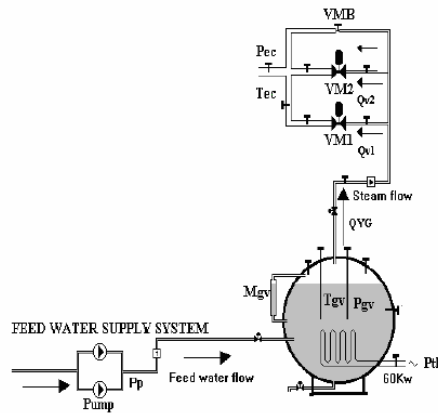 VMB
Pec
VM2
Qv2
Tec
VM1
Qv1
Steam flow
QVG
Mgv
Tgv
Pgv
FEED WATER SUPPLY SYSTEM
Pp
Feed water flow
Pump
60Kw